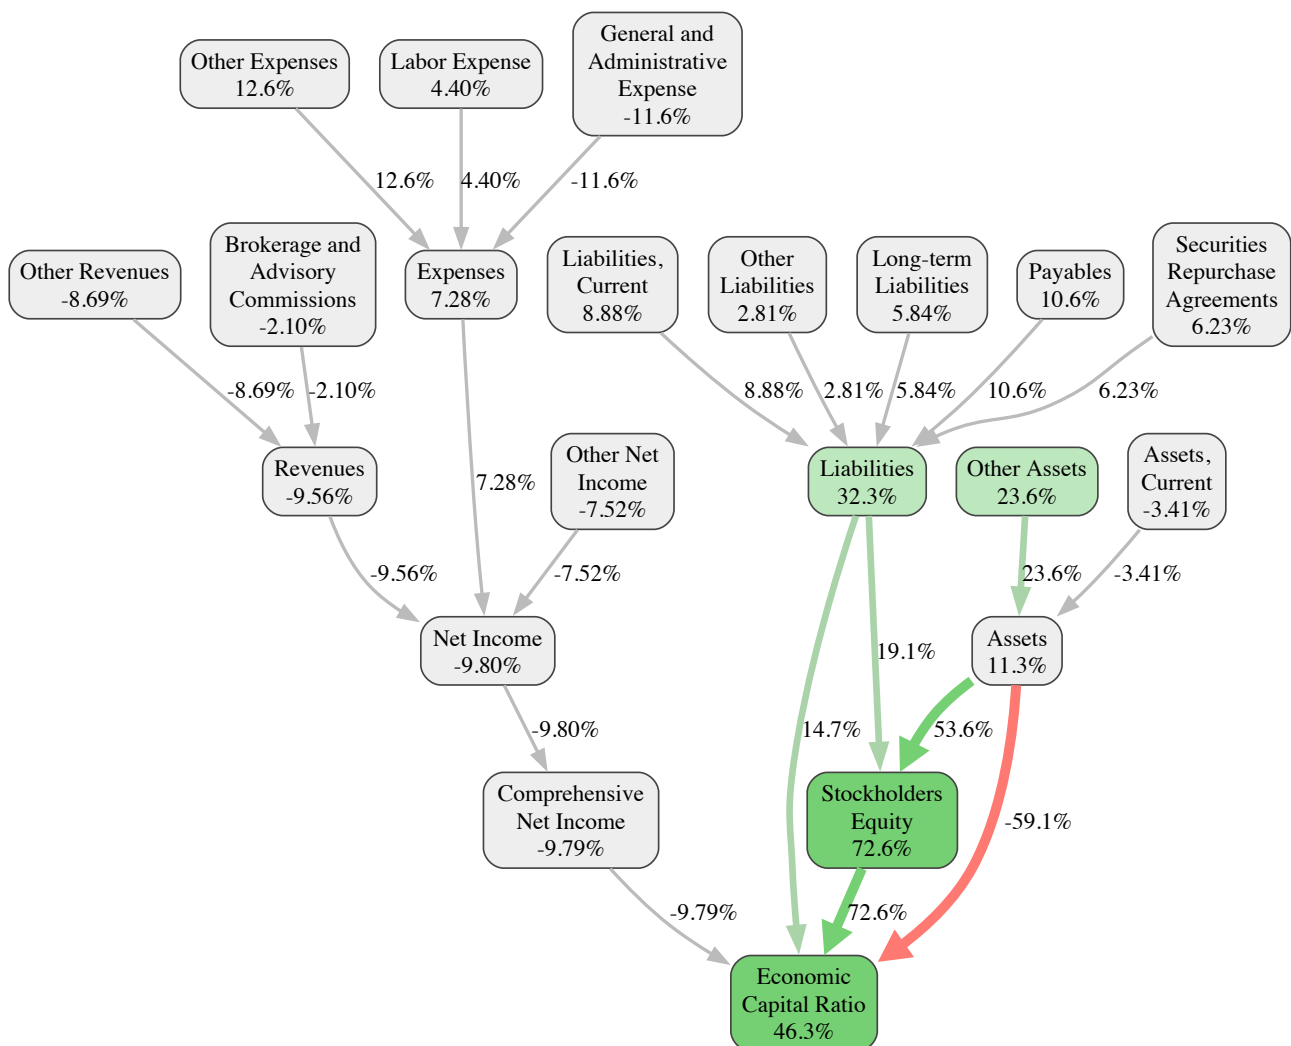 Other Expenses
12.6%
Labor Expense
4.40%
General and
Administrative
Expense
-11.6%
12.6%
4.40%
-11.6%
Other Revenues
-8.69%
Brokerage and
Advisory
Commissions
-2.10%
Expenses
7.28%
Liabilities,
Current
8.88%
Other
Liabilities
2.81%
Long-term
Liabilities
5.84%
Payables
10.6%
Securities
Repurchase
Agreements
6.23%
-8.69%
-2.10%
8.88%
2.81%
5.84%
10.6%
6.23%
Revenues
-9.56%
7.28%
Other Net
Income
-7.52%
Liabilities
32.3%
Other Assets
23.6%
Assets,
Current
-3.41%
-9.56%
-7.52%
23.6%
-3.41%
Net Income
-9.80%
19.1%
Assets
11.3%
-9.80%
14.7%
53.6%
Comprehensive
Net Income
-9.79%
Stockholders
Equity
72.6%
-59.1%
-9.79%
72.6%
Economic
Capital Ratio
46.3%